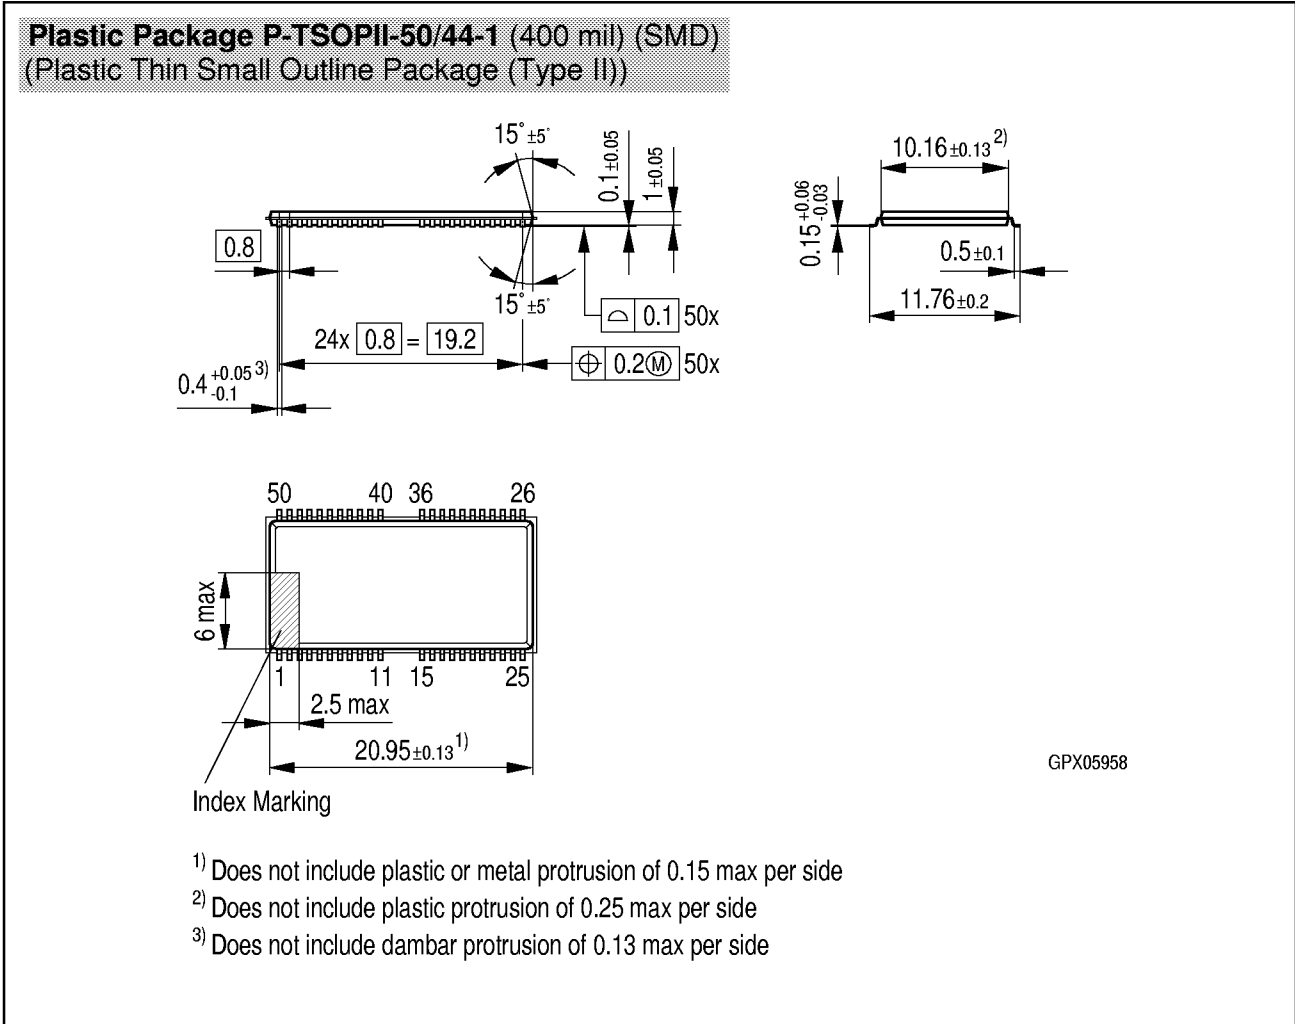 Plastic Package P-TSOPII-50/44-1 (400 mil) (SMD)
(Plastic Thin Small Outline Package (Type II))
15° ±5°
0.1 ±0.05
1 ±0.05
10.16 ±0.13 2)
0.15 +0.06 -0.03
0.8
0.5 ±0.1
15° ±5°
11.76 ±0.2
0.1 50x
24x 0.8 = 19.2
0.2 Ⓜ 50x
0.4 +0.05 -0.1 3)
50 40 36 26
6 max
1 11 15 25
2.5 max
20.95 ±0.13 1)
GPX05958
Index Marking
1) Does not include plastic or metal protrusion of 0.15 max per side
2) Does not include plastic protrusion of 0.25 max per side
3) Does not include dambar protrusion of 0.13 max per side